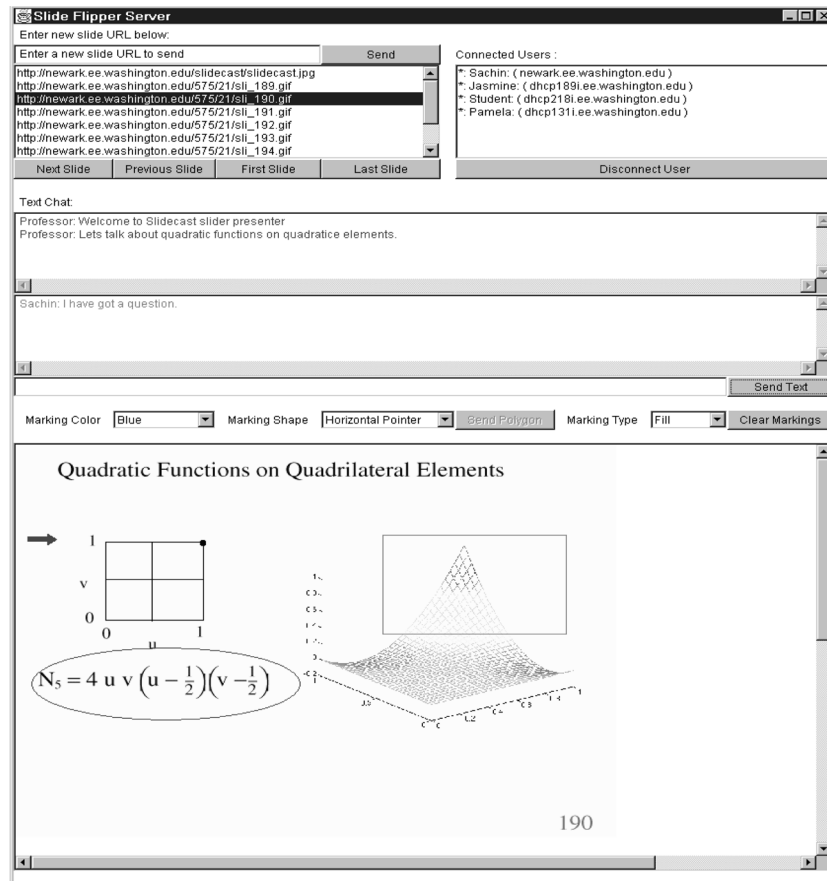 Slide Flipper Server
Enter new slide URL below:
Enter a new slide URL to send
Send
http://newark.ee.washington.edu/slidecast/slidecast.jpg
http://newark.ee.washington.edu/575/21/sli_189.gif
http://newark.ee.washington.edu/575/21/sli_190.gif
http://newark.ee.washington.edu/575/21/sli_191.gif
http://newark.ee.washington.edu/575/21/sli_192.gif
http://newark.ee.washington.edu/575/21/sli_193.gif
http://newark.ee.washington.edu/575/21/sli_194.gif
Next Slide Previous Slide First Slide Last Slide
Connected Users :
*: Sachin: ( newark.ee.washington.edu )
*: Jasmine: ( dhcp189i.ee.washington.edu )
*: Student: ( dhcp218i.ee.washington.edu )
*: Pamela: ( dhcp131i.ee.washington.edu )
Disconnect User
Text Chat:
Professor: Welcome to Slidecast slider presenter
Professor: Lets talk about quadratic functions on quadratice elements.
Sachin: I have got a question.
Send Text
Marking Color Blue Marking Shape Horizontal Pointer Send Polygon Marking Type Fill Clear Markings
Quadratic Functions on Quadrilateral Elements
1
v
0
0 1
u
N₅ = 4 u v (u − 1/2)(v − 1/2)
190